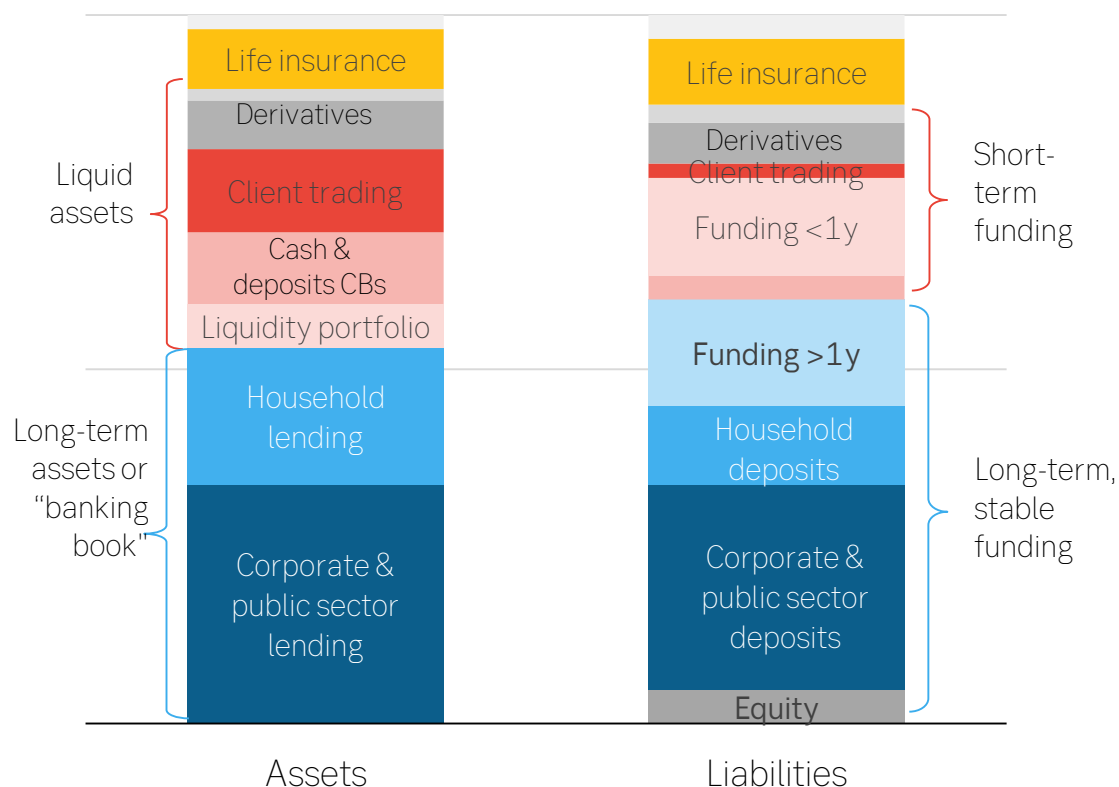 Life insurance
Derivatives
Client trading
Cash &
deposits CBs
Liquidity portfolio
Household
lending
Corporate &
public sector
lending
Liquid
assets
Long-term
assets or
“banking
book"
Assets
Life insurance
Derivatives
Client trading
Funding <1y
Funding >1y
Household
deposits
Corporate &
public sector
deposits
Equity
Short-
term
funding
Long-term,
stable
funding
Liabilities